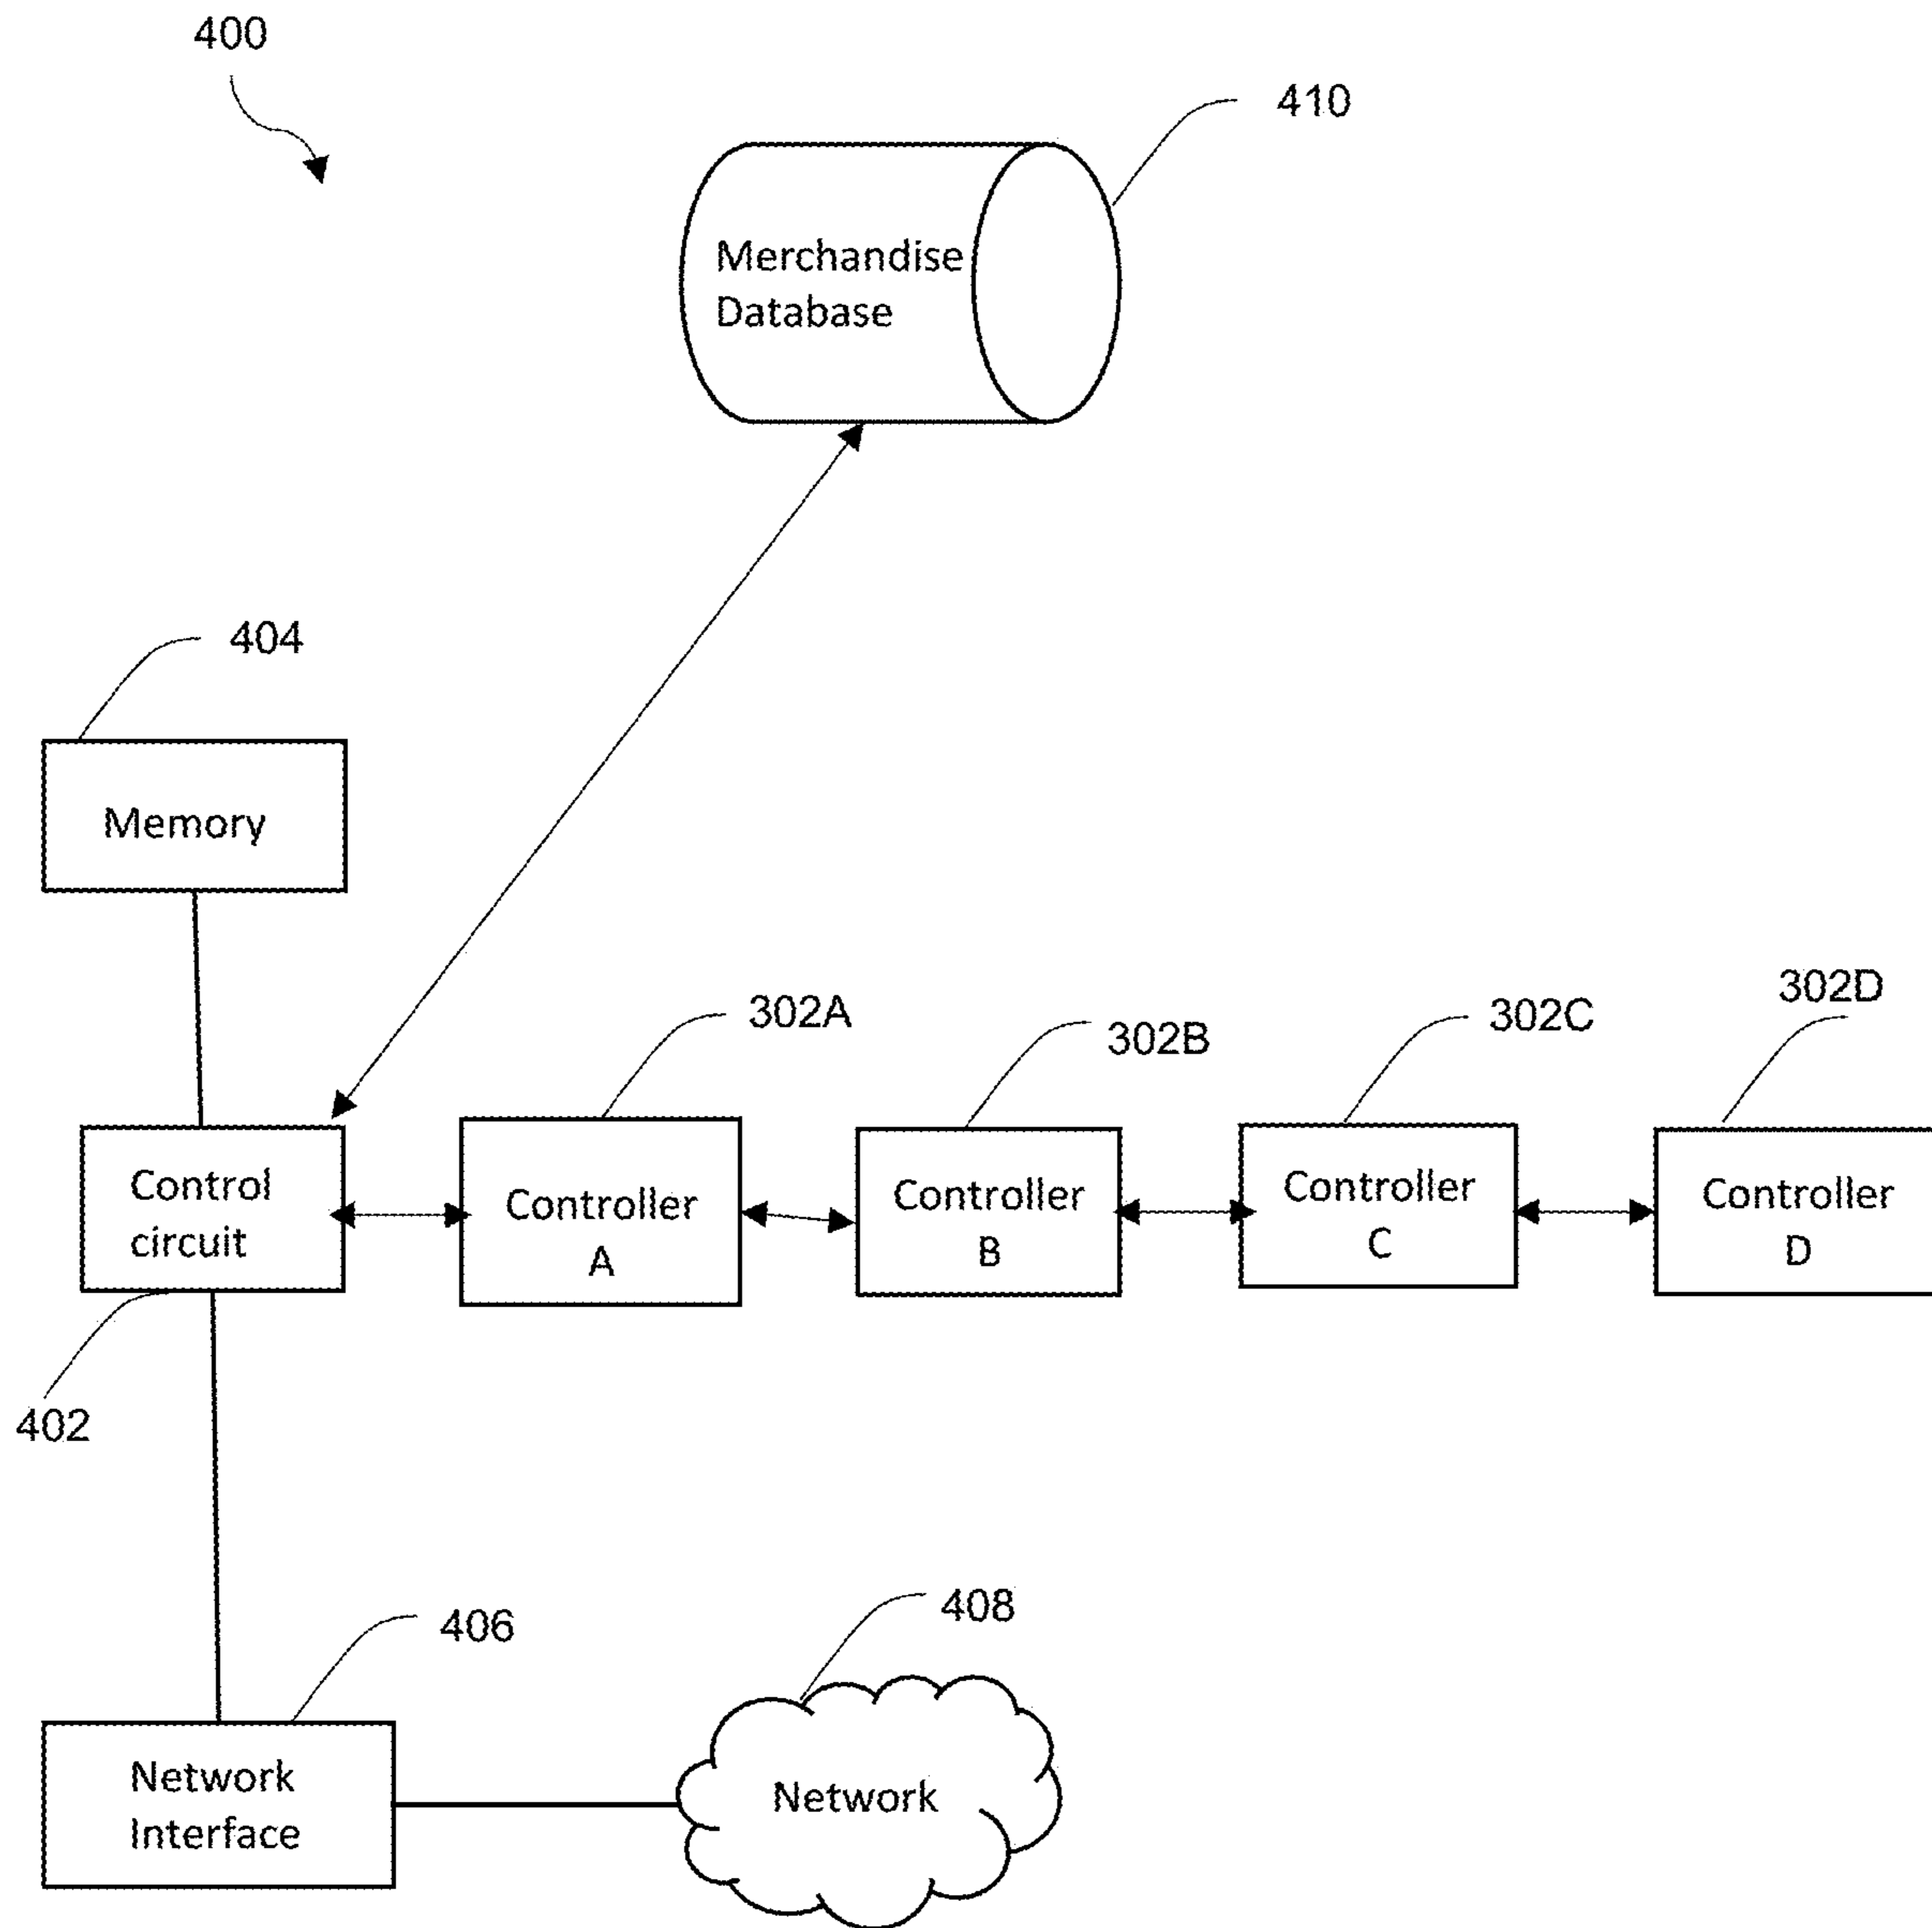 400
410
Merchandise
Database
404
Memory
302A
302B
302C
302D
Control
circuit
Controller
A
Controller
B
Controller
C
Controller
D
402
406
408
Network
Interface
Network